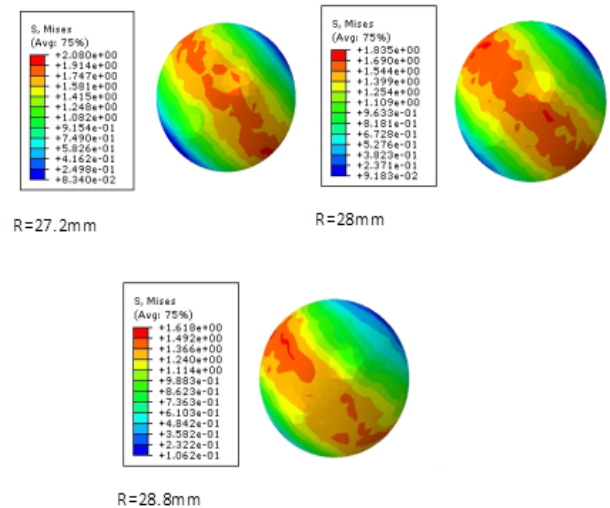 S, Mises
(Avg: 75%)
+2.080e+00
+1.914e+00
+1.747e+00
+1.581e+00
+1.415e+00
+1.248e+00
+1.082e+00
+9.154e-01
+7.490e-01
+5.826e-01
+4.162e-01
+2.498e-01
+8.340e-02
R=27.2mm
S, Mises
(Avg: 75%)
+1.835e+00
+1.690e+00
+1.544e+00
+1.399e+00
+1.254e+00
+1.109e+00
+9.633e-01
+8.181e-01
+6.728e-01
+5.276e-01
+3.823e-01
+2.371e-01
+9.183e-02
R=28mm
S, Mises
(Avg: 75%)
+1.618e+00
+1.492e+00
+1.366e+00
+1.240e+00
+1.114e+00
+9.883e-01
+8.623e-01
+7.363e-01
+6.103e-01
+4.842e-01
+3.582e-01
+2.322e-01
+1.062e-01
R=28.8mm